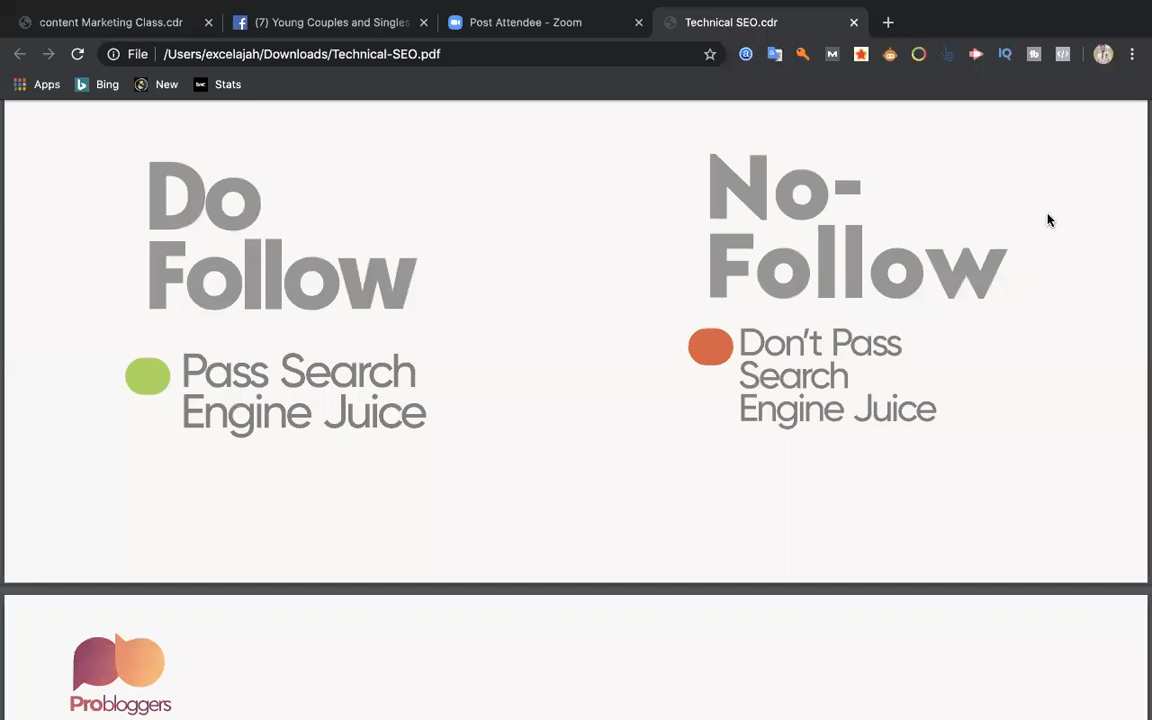 content Marketing Class.cdr
(7) Young Couples and Singles
Post Attendee - Zoom
Technical SEO.cdr
File
/Users/excelajah/Downloads/Technical-SEO.pdf
Apps
Bing
New
Stats
Do
Follow
Pass Search
Engine Juice
No-
Follow
Don't Pass
Search
Engine Juice
Probloggers